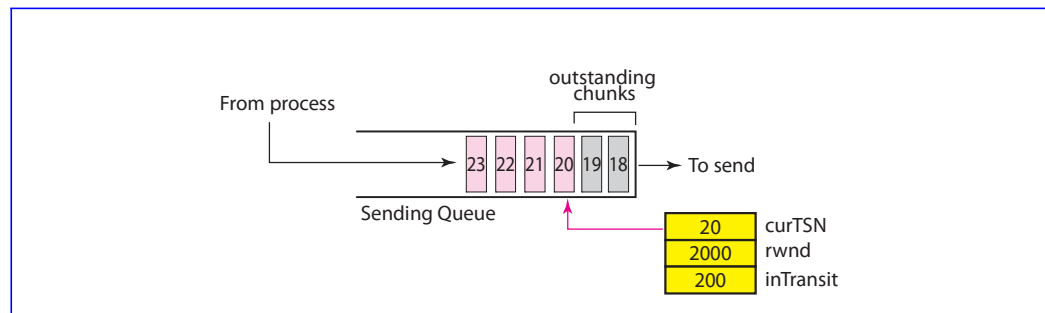 outstanding
chunks
From process
23 22 21 20 19 18
To send
Sending Queue
20 curTSN
2000 rwnd
200 inTransit